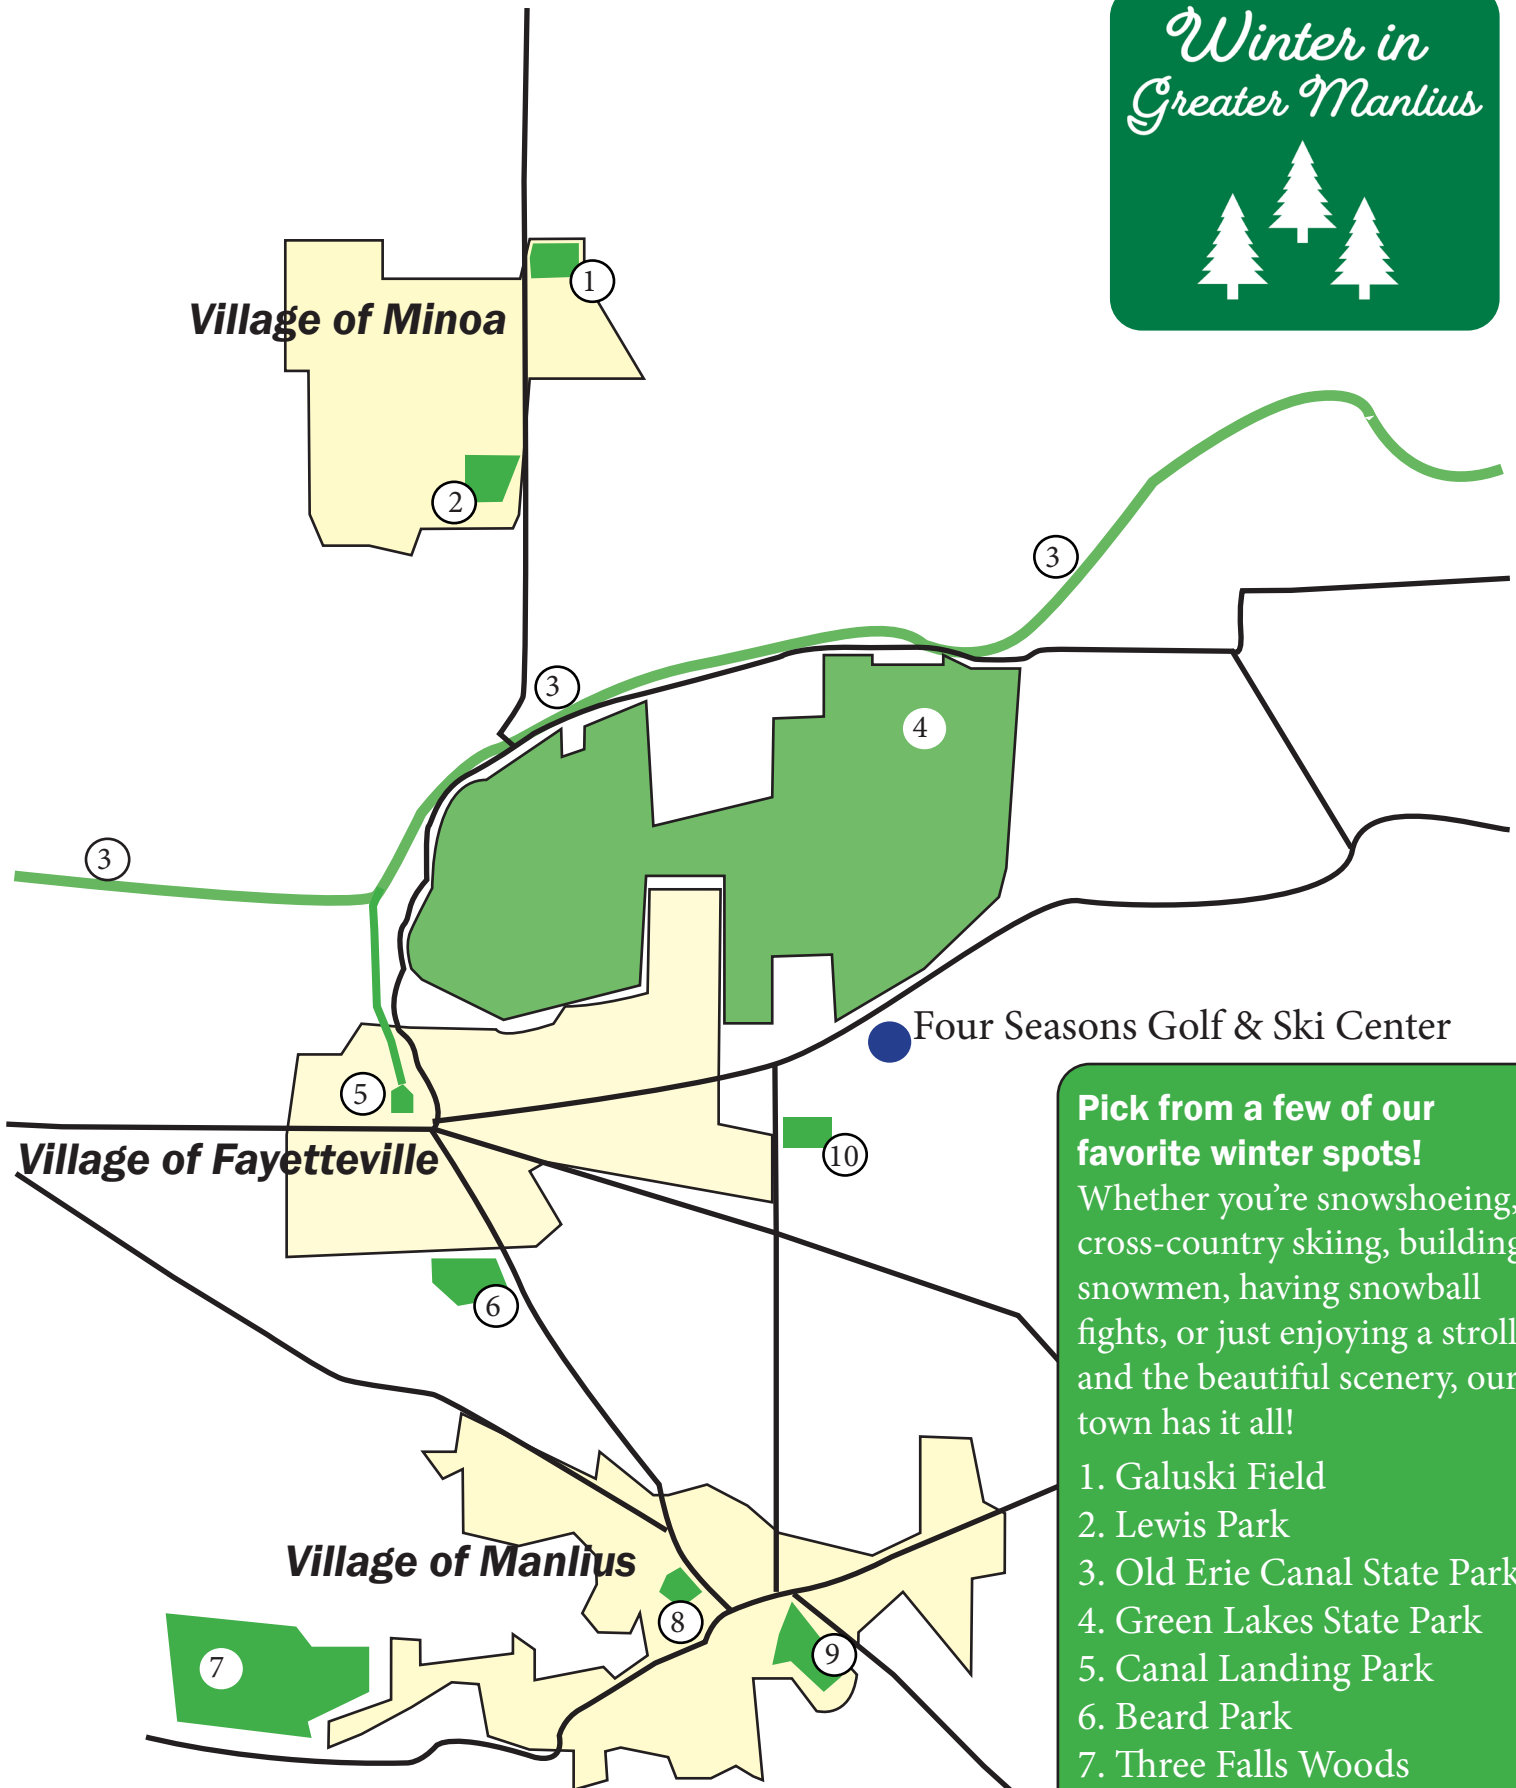 Winter in
Greater Manlius
1
Village of Minoa
2
3
3
4
3
Four Seasons Golf & Ski Center
5
Village of Fayetteville
10
6
Village of Manlius
8
9
7
Pick from a few of our
favorite winter spots!
Whether you’re snowshoeing,
cross-country skiing, building
snowmen, having snowball
fights, or just enjoying a stroll
and the beautiful scenery, our
town has it all!
1. Galuski Field
2. Lewis Park
3. Old Erie Canal State Park
4. Green Lakes State Park
5. Canal Landing Park
6. Beard Park
7. Three Falls Woods